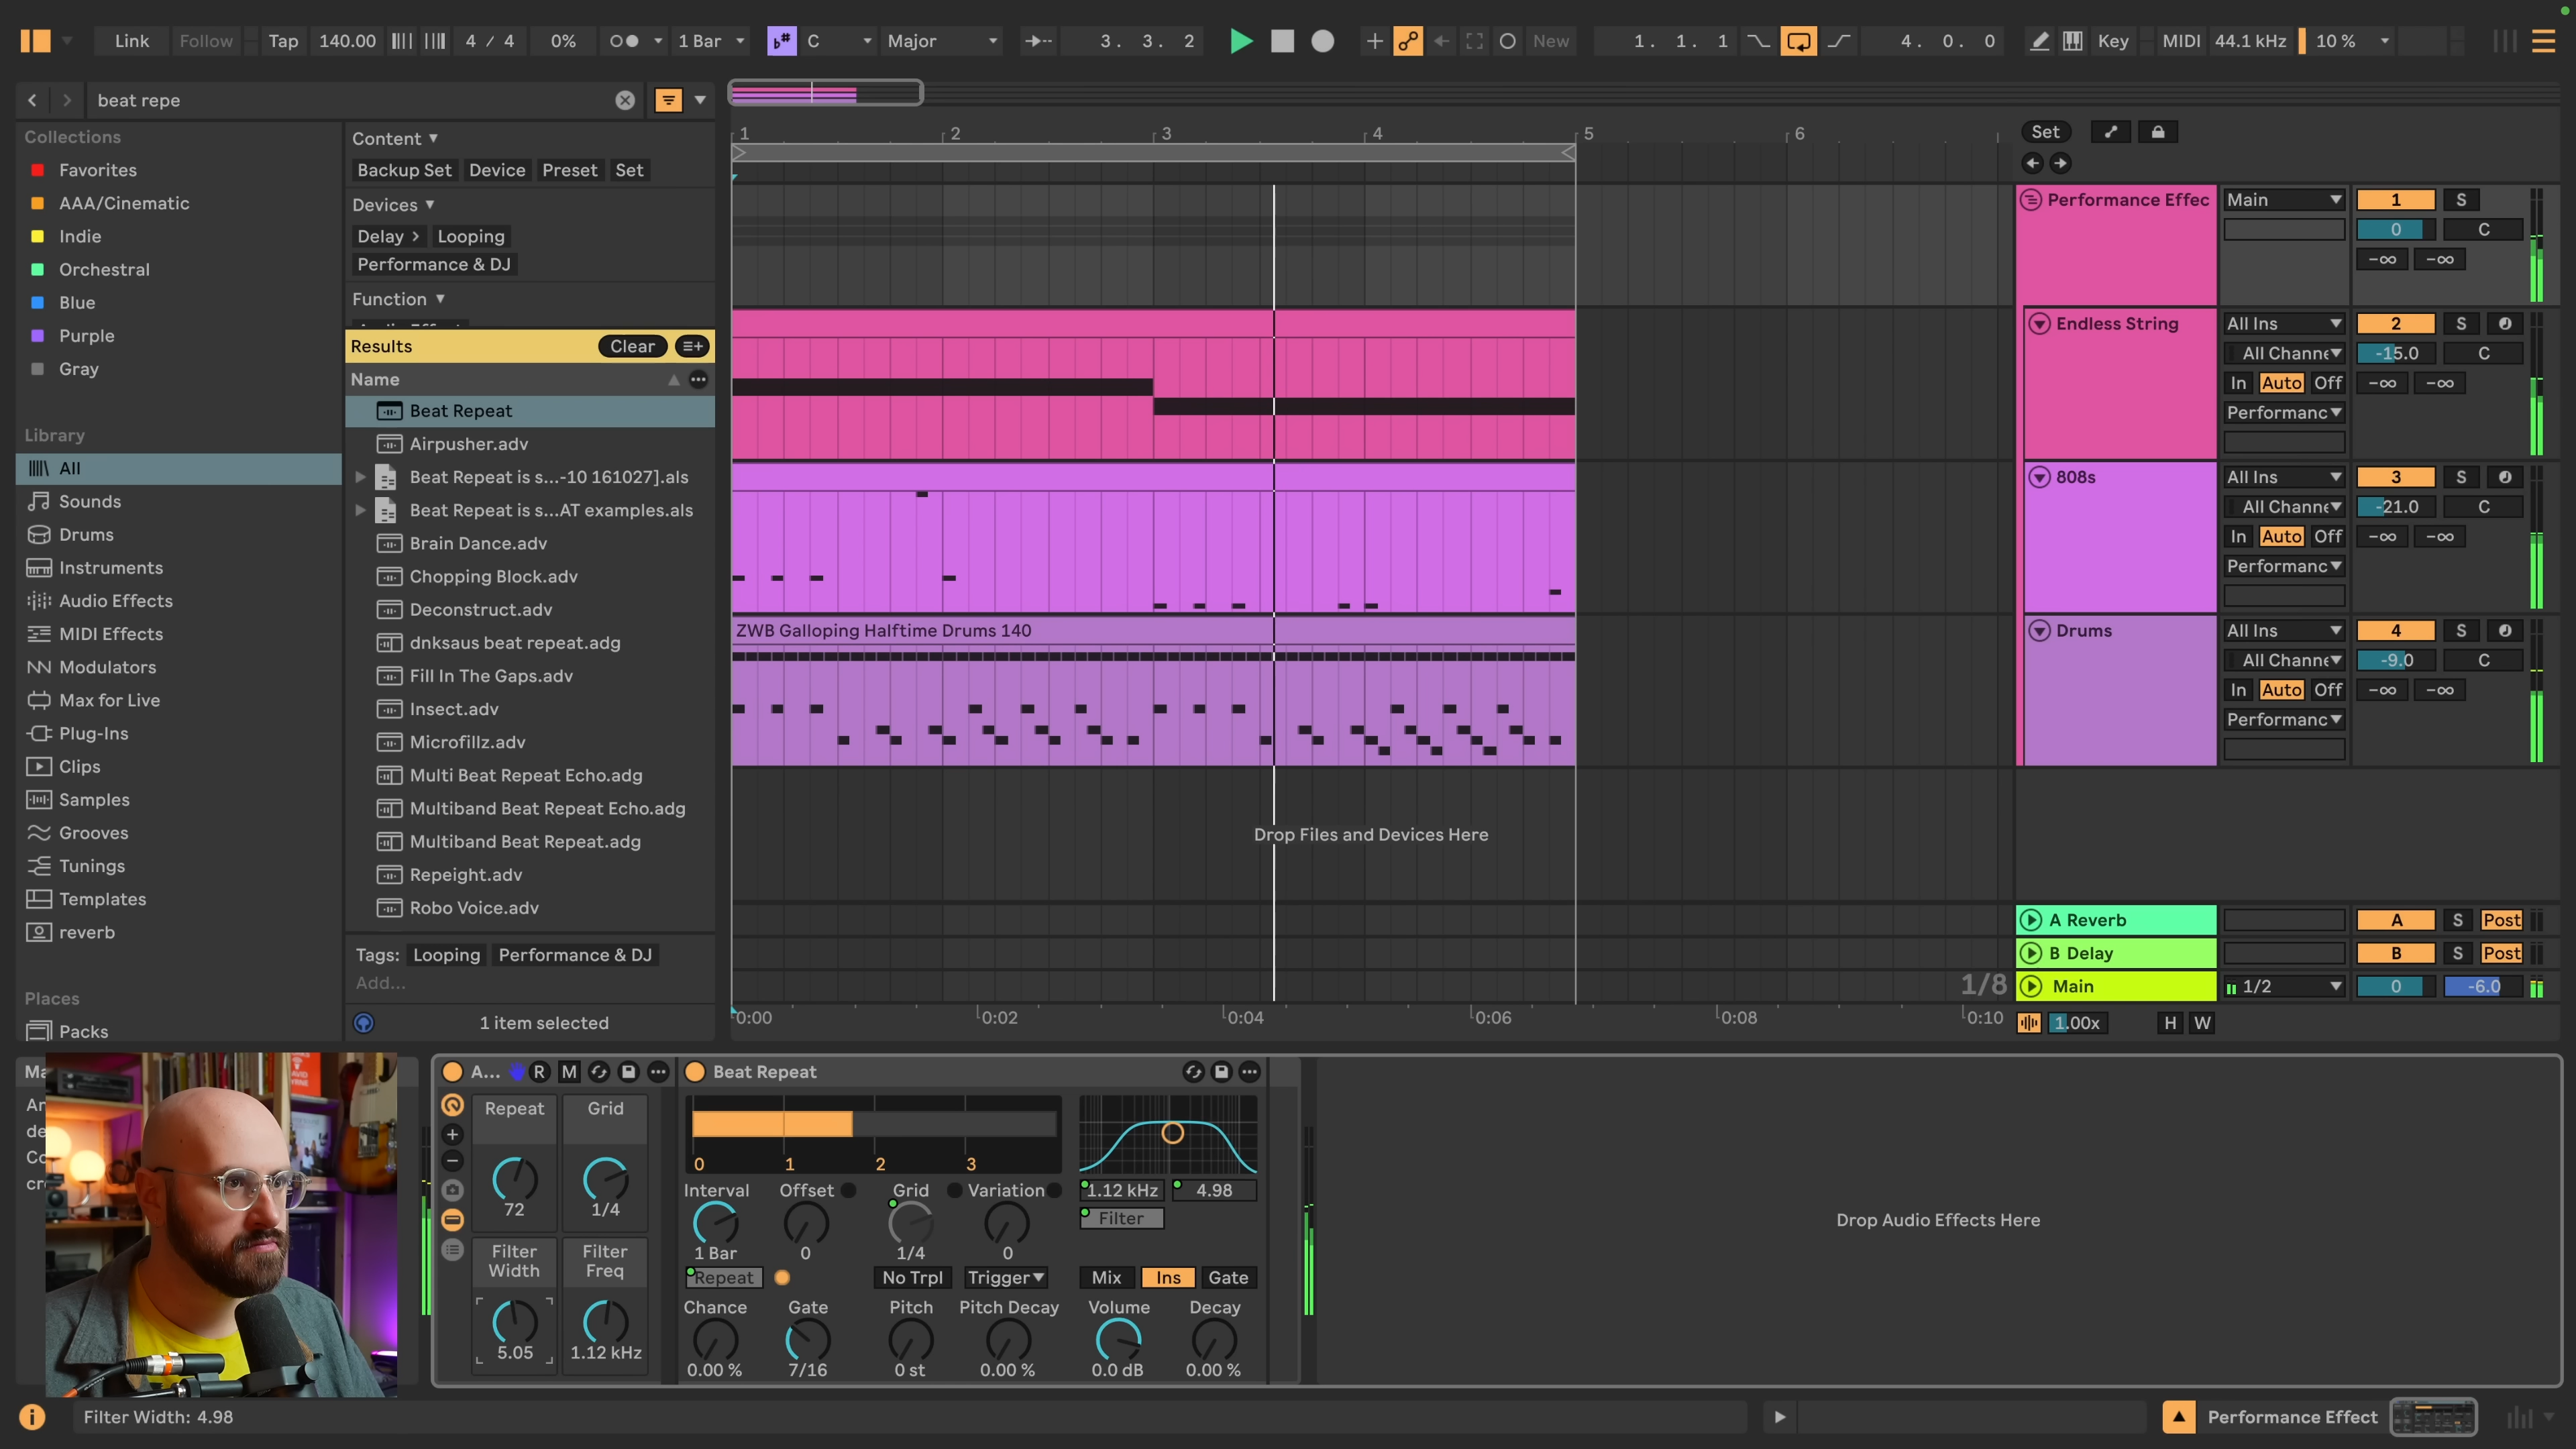 Link Follow Tap 140.00 4 / 4 0% 1 Bar C Major 3. 3. 2 New 1. 1. 1 4. 0. 0 Key MIDI 44.1 kHz 10 %
beat repe
Collections
Favorites
AAA/Cinematic
Indie
Orchestral
Blue
Purple
Gray
Library
All
Sounds
Drums
Instruments
Audio Effects
MIDI Effects
Modulators
Max for Live
Plug-Ins
Clips
Samples
Grooves
Tunings
Templates
reverb
Places
Packs
Content
Backup Set Device Preset Set
Devices
Delay > Looping
Performance & DJ
Function
Results Clear
Name
Beat Repeat
Airpusher.adv
Beat Repeat is s...-10 161027].als
Beat Repeat is s...AT examples.als
Brain Dance.adv
Chopping Block.adv
Deconstruct.adv
dnksaus beat repeat.adg
Fill In The Gaps.adv
Insect.adv
Microfillz.adv
Multi Beat Repeat Echo.adg
Multiband Beat Repeat Echo.adg
Multiband Beat Repeat.adg
Repeight.adv
Robo Voice.adv
Tags: Looping Performance & DJ
Add...
1 item selected
1 2 3 4 5 6
ZWB Galloping Halftime Drums 140
Drop Files and Devices Here
1/8
0:00 0:02 0:04 0:06 0:08 0:10
Set
Performance Effec Main 1 S
0 C
-∞ -∞
Endless String All Ins 2 S
All Channe -15.0 C
In Auto Off -∞ -∞
Performanc
808s All Ins 3 S
All Channe -21.0 C
In Auto Off -∞ -∞
Performanc
Drums All Ins 4 S
All Channe -9.0 C
In Auto Off -∞ -∞
Performanc
A Reverb A S Post
B Delay B S Post
Main 1/2 0 -6.0
1.00x H W
A... R M
Repeat Grid
72 1/4
Filter Width Filter Freq
5.05 1.12 kHz
Beat Repeat
0 1 2 3
Interval Offset Grid Variation 1.12 kHz 4.98
Filter
1 Bar 0 1/4 0
Repeat No Trpl Trigger Mix Ins Gate
Chance Gate Pitch Pitch Decay Volume Decay
0.00 % 7/16 0 st 0.00 % 0.0 dB 0.00 %
Drop Audio Effects Here
Filter Width: 4.98
Performance Effect